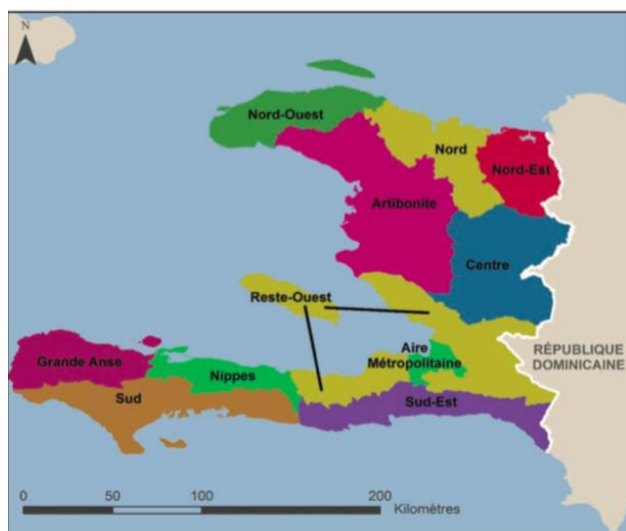 N
Nord-Ouest
Nord
Nord-Est
Artibonite
Centre
Reste-Ouest
Aire
Métropolitaine
RÉPUBLIQUE
DOMINICAINE
Grande Anse
Nippes
Sud
Sud-Est
0 50 100 200
Kilomètres